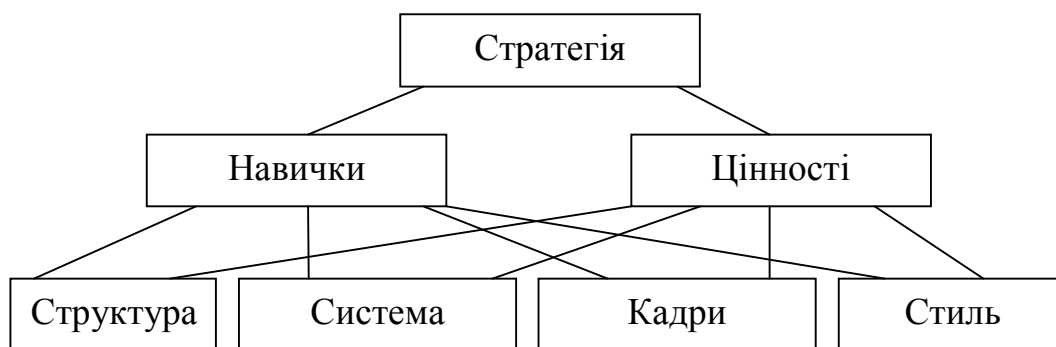 Стратегія
Навички
Цінності
Структура
Система
Кадри
Стиль